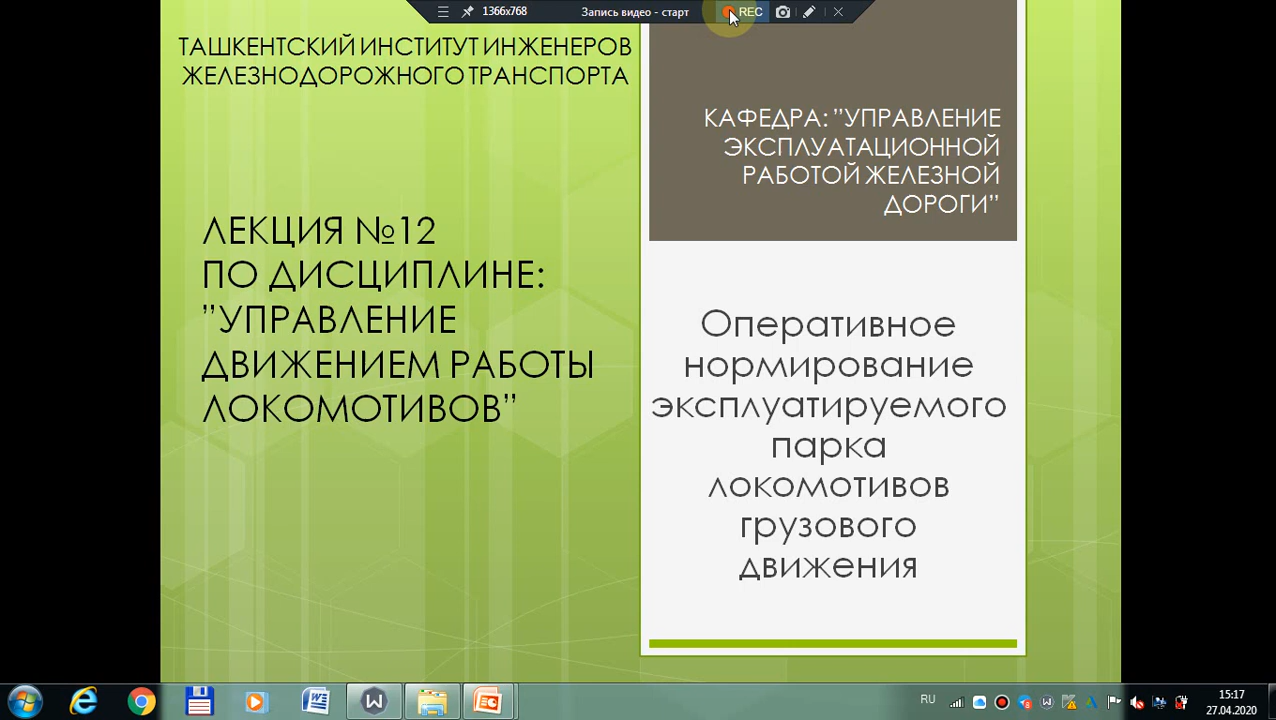 1366x768
Запись видео - старт
REC
ТАШКЕНТСКИЙ ИНСТИТУТ ИНЖЕНЕРОВ
ЖЕЛЕЗНОДОРОЖНОГО ТРАНСПОРТА
КАФЕДРА: ”УПРАВЛЕНИЕ
ЭКСПЛУАТАЦИОННОЙ
РАБОТОЙ ЖЕЛЕЗНОЙ
ДОРОГИ”
ЛЕКЦИЯ №12
ПО ДИСЦИПЛИНЕ:
”УПРАВЛЕНИЕ
ДВИЖЕНИЕМ РАБОТЫ
ЛОКОМОТИВОВ”
Оперативное
нормирование
эксплуатируемого
парка
локомотивов
грузового
движения
RU
15:17
27.04.2020